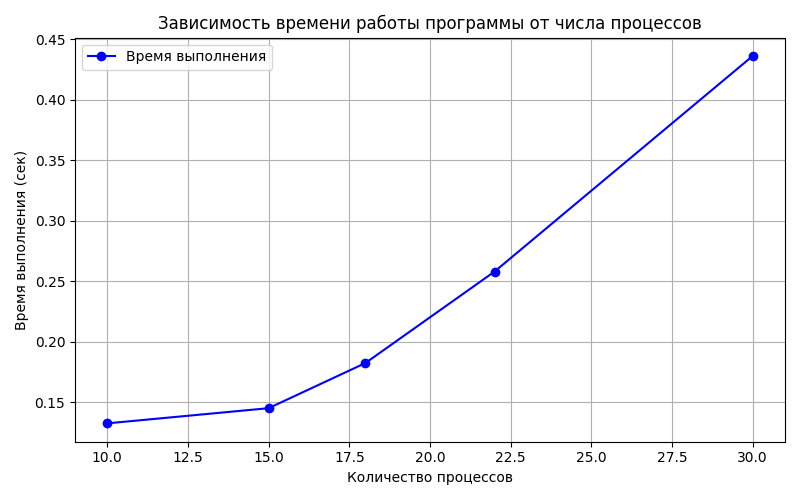 Зависимость времени работы программы от числа процессов
Время выполнения
Время выполнения (сек)
0.45
0.40
0.35
0.30
0.25
0.20
0.15
10.0 12.5 15.0 17.5 20.0 22.5 25.0 27.5 30.0
Количество процессов